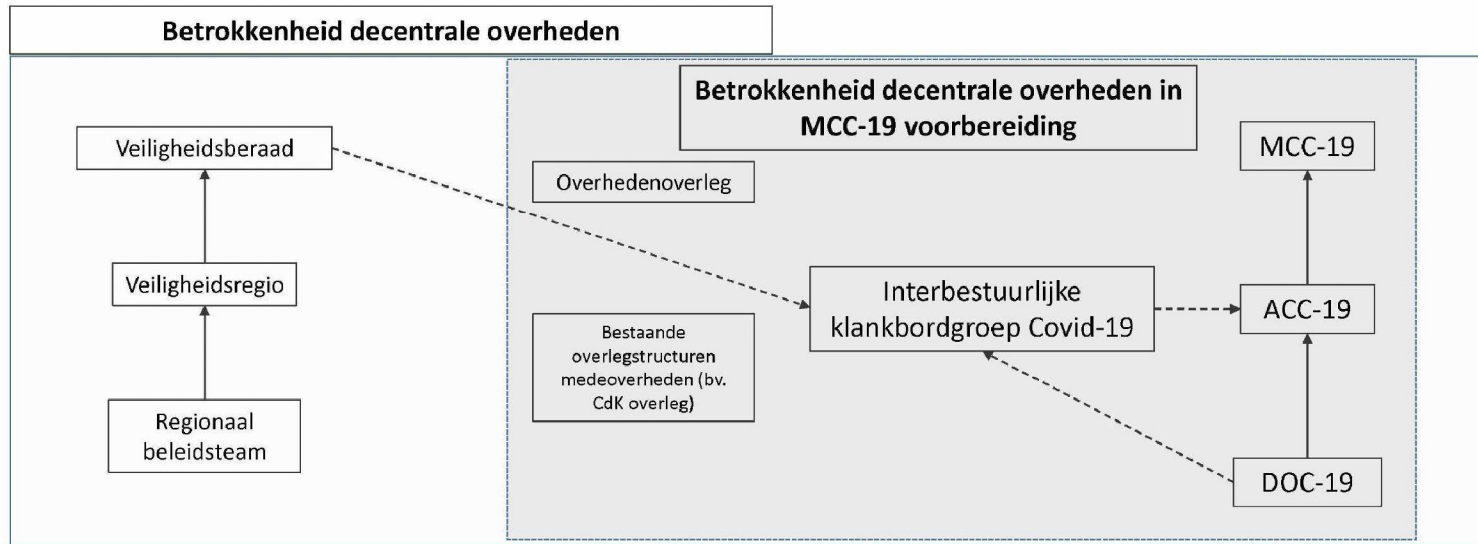 Betrokkenheid decentrale overheden
Veiligheidsberaad
Veiligheidsregio
Regionaal
beleidsteam
Betrokkenheid decentrale overheden in
MCC-19 voorbereiding
Overhedenoverleg
Bestaande
overlegstructuren
medeoverheden (bv.
CdK overleg)
Interbestuurlijke
klankbordgroep Covid-19
MCC-19
ACC-19
DOC-19